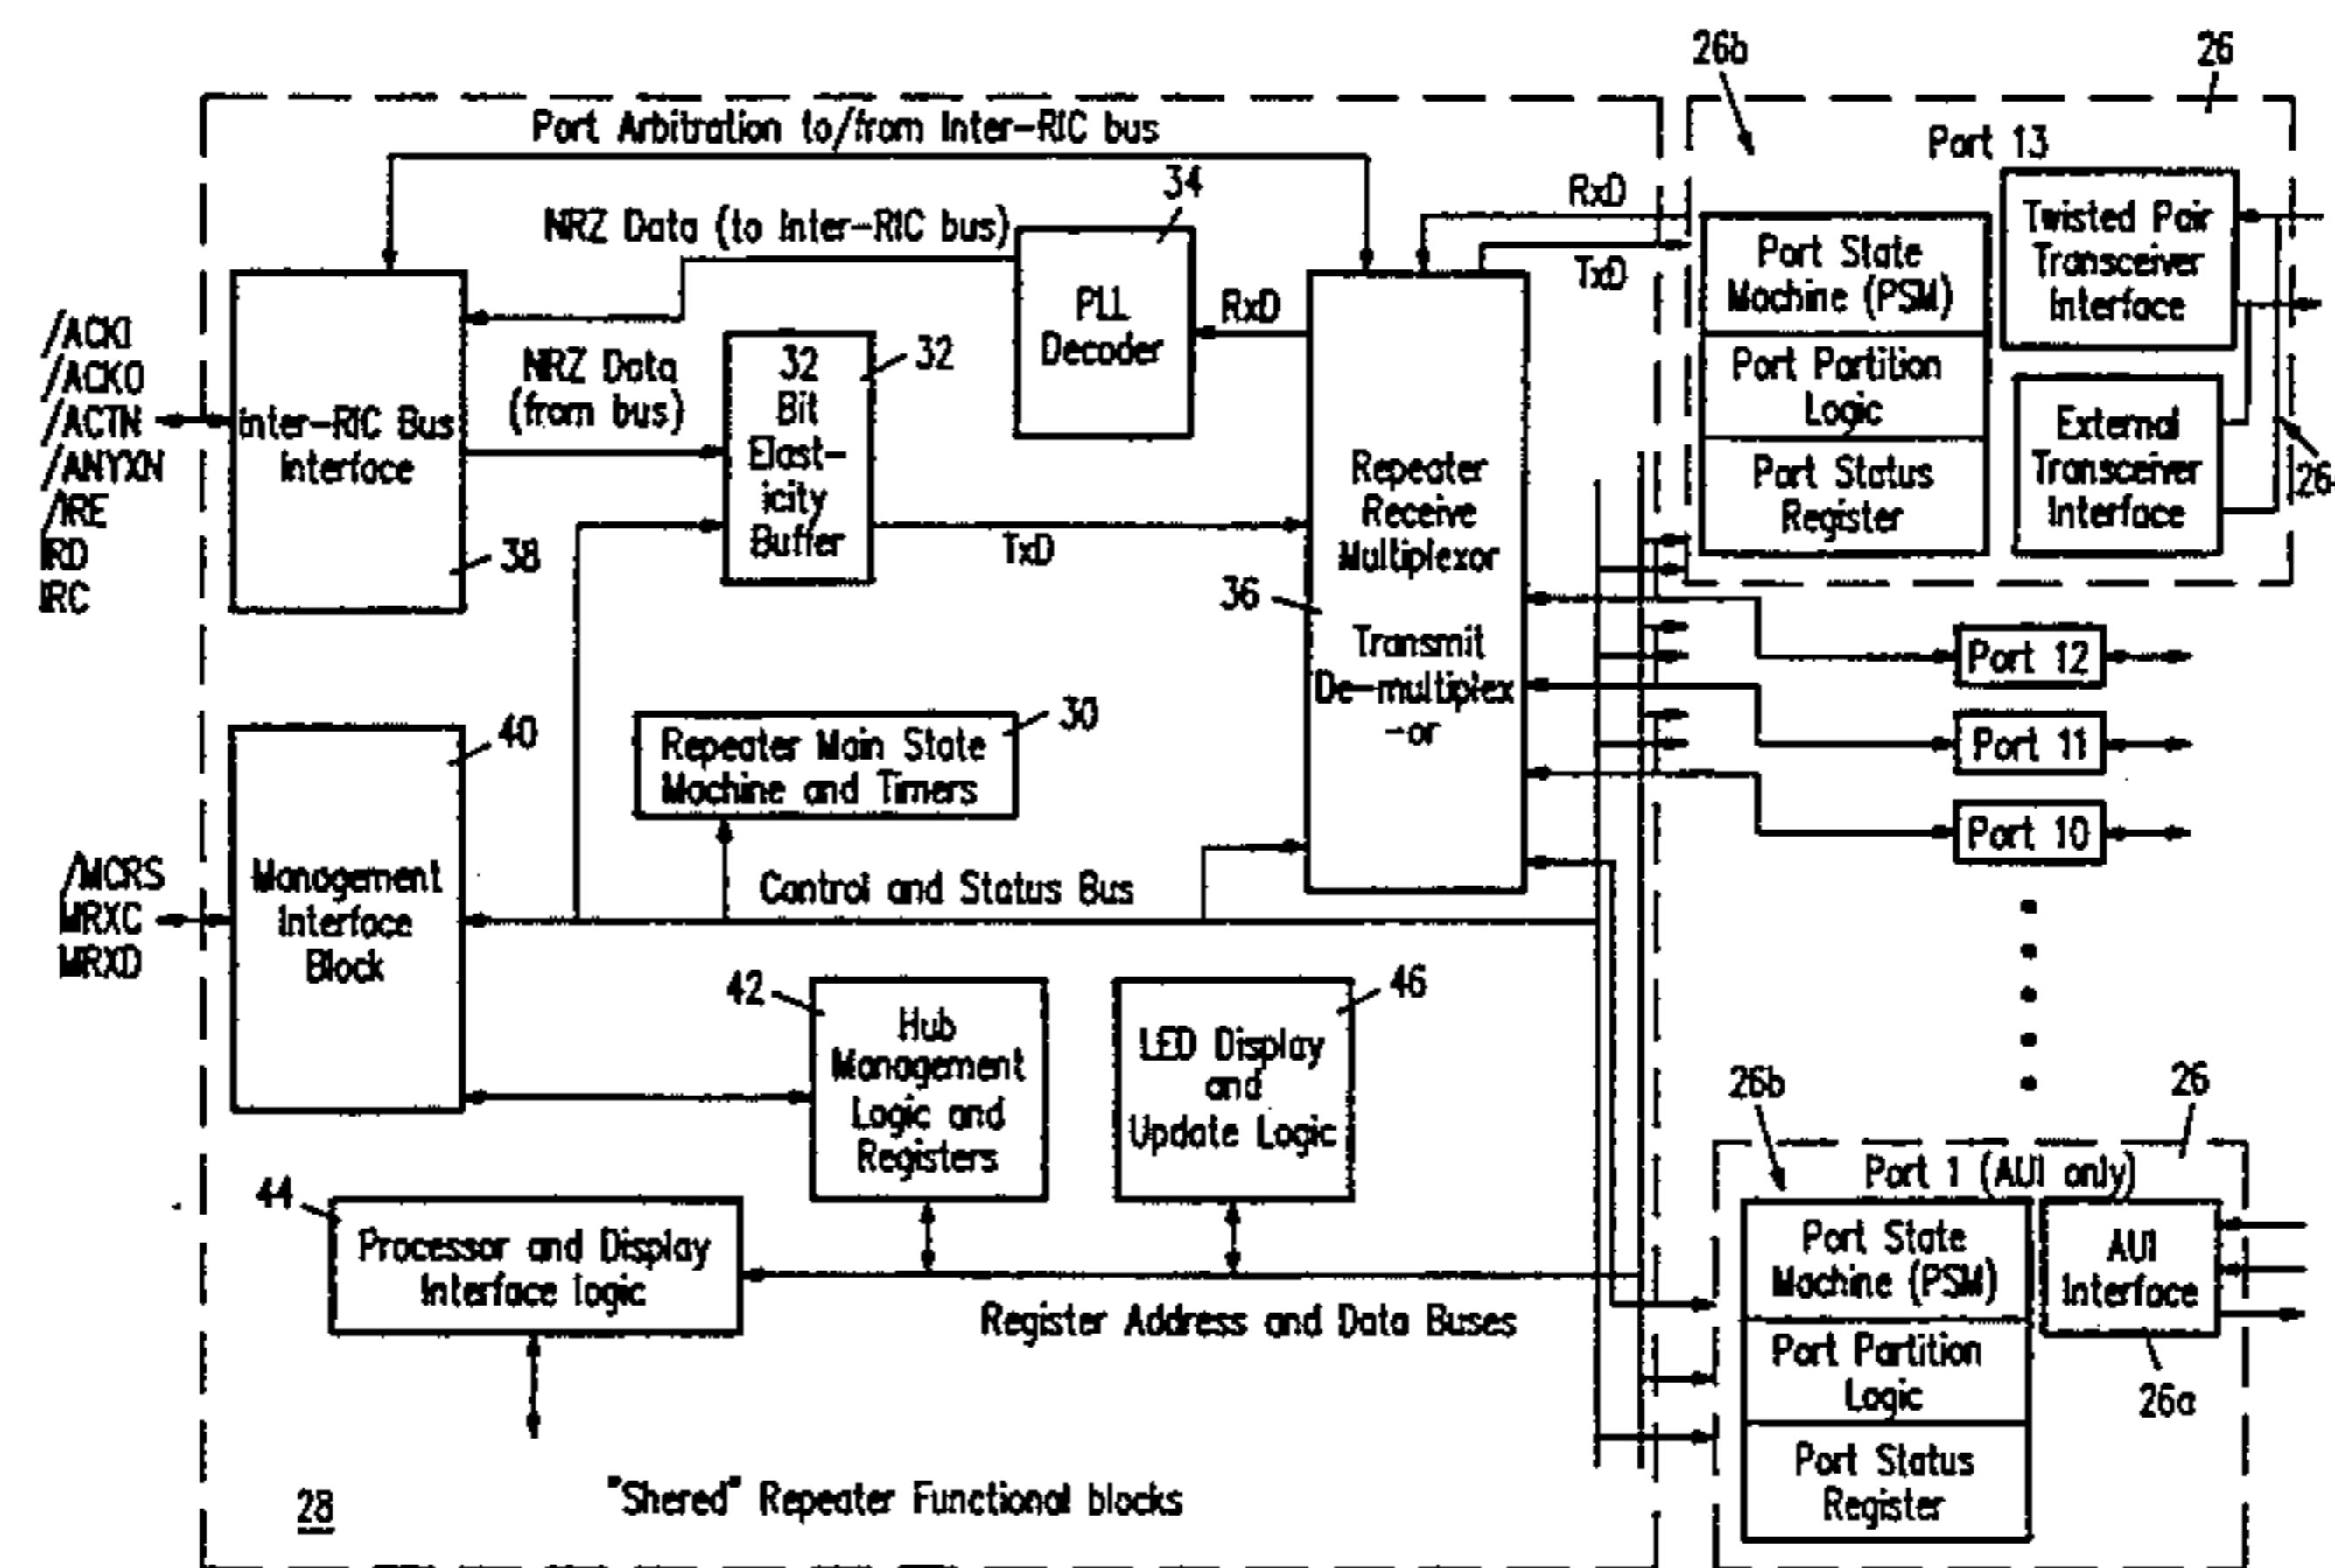 26b
26
Port Arbitration to/from Inter-RIC bus
Port 13
34
RxD
NRZ Data (to Inter-RIC bus)
TxD
Port State
Machine (PSM)
Port Partition
Logic
Port Status
Register
Twisted Pair
Transceiver
Interface
External
Transceiver
Interface
26
PLL
Decoder
RxD
/ACKI
/ACKO
/ACTN
/ANYXN
/IRE
IRD
IRC
Inter-RIC Bus
Interface
38
NRZ Data
(from bus)
32
Bit
Elast-
icity
Buffer
32
TxD
Repeater
Receive
Multiplexor
Transmit
De-multiplex
-or
36
Port 12
Port 11
Port 10
40
30
Repeater Main State
Machine and Timers
/MCRS
MRXC
MRXD
Management
Interface
Block
Control and Status Bus
42
Hub
Management
Logic and
Registers
46
LED Display
and
Update Logic
44
Processor and Display
Interface logic
Register Address and Data Buses
26b
26
Port 1 (AUI only)
Port State
Machine (PSM)
Port Partition
Logic
Port Status
Register
AUI
Interface
26a
28
"Shered" Repeater Functional blocks